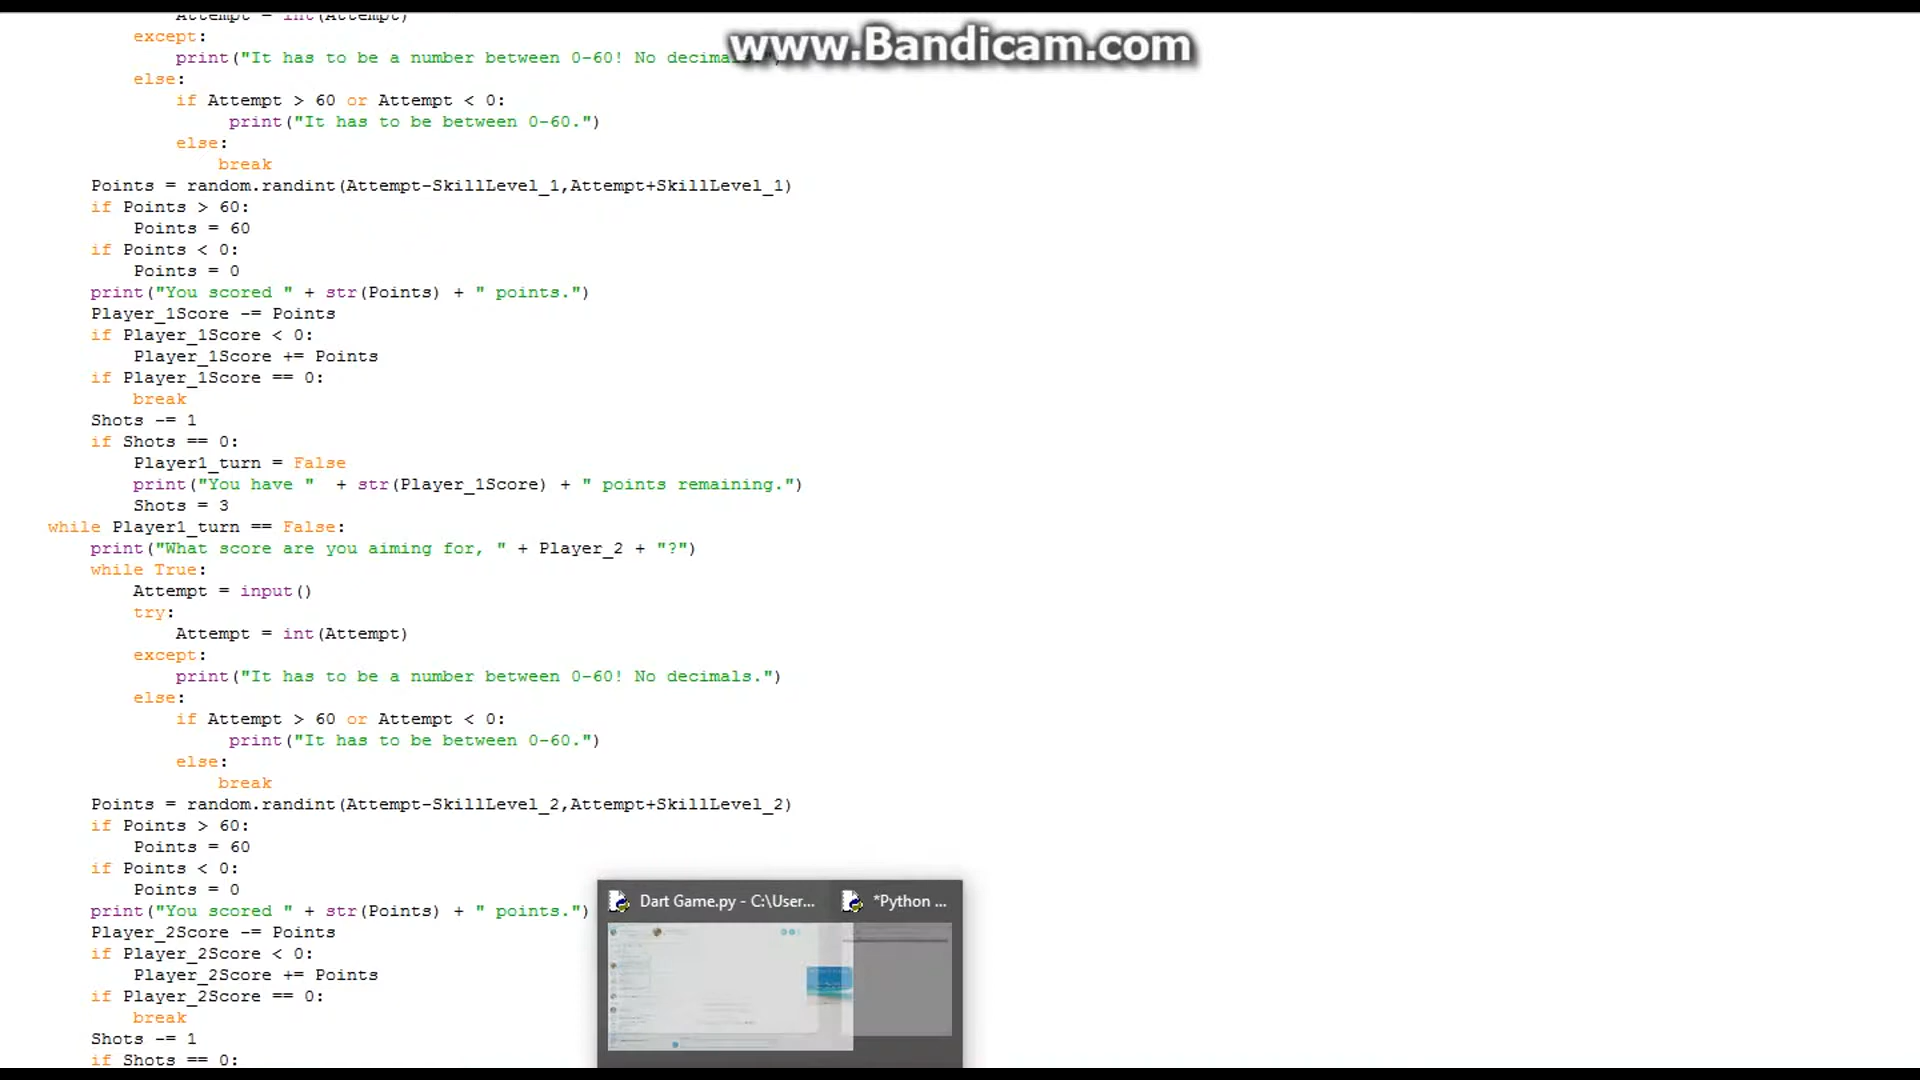 www.Bandicam.com
Attempt = int(Attempt)
except:
print("It has to be a number between 0-60! No decimals.")
else:
if Attempt > 60 or Attempt < 0:
print("It has to be between 0-60.")
else:
break
Points = random.randint(Attempt-SkillLevel_1,Attempt+SkillLevel_1)
if Points > 60:
Points = 60
if Points < 0:
Points = 0
print("You scored " + str(Points) + " points.")
Player_1Score -= Points
if Player_1Score < 0:
Player_1Score += Points
if Player_1Score == 0:
break
Shots -= 1
if Shots == 0:
Player1_turn = False
print("You have "  + str(Player_1Score) + " points remaining.")
Shots = 3
while Player1_turn == False:
print("What score are you aiming for, " + Player_2 + "?")
while True:
Attempt = input()
try:
Attempt = int(Attempt)
except:
print("It has to be a number between 0-60! No decimals.")
else:
if Attempt > 60 or Attempt < 0:
print("It has to be between 0-60.")
else:
break
Points = random.randint(Attempt-SkillLevel_2,Attempt+SkillLevel_2)
if Points > 60:
Points = 60
if Points < 0:
Points = 0
print("You scored " + str(Points) + " points.")
Player_2Score -= Points
if Player_2Score < 0:
Player_2Score += Points
if Player_2Score == 0:
break
Shots -= 1
if Shots == 0:
Dart Game.py - C:\User...
*Python ...